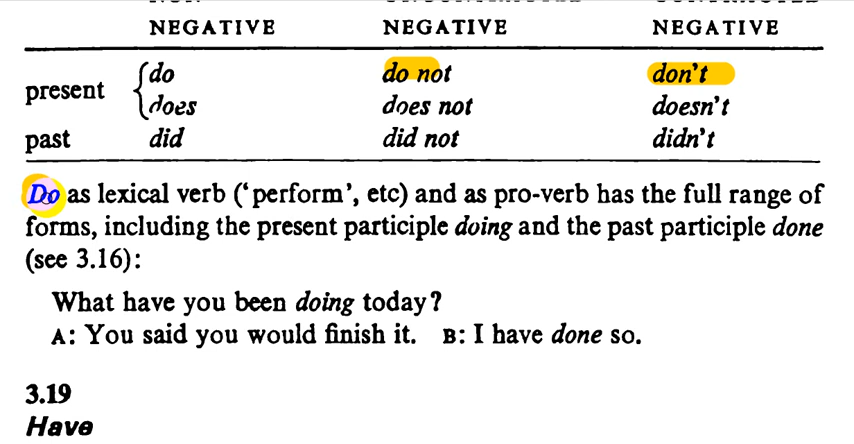 NEGATIVE NEGATIVE NEGATIVE
present do do not don't
does does not doesn't
past did did not didn't
Do as lexical verb (‘perform’, etc) and as pro-verb has the full range of
forms, including the present participle doing and the past participle done
(see 3.16):
What have you been doing today?
A: You said you would finish it. B: I have done so.
3.19
Have